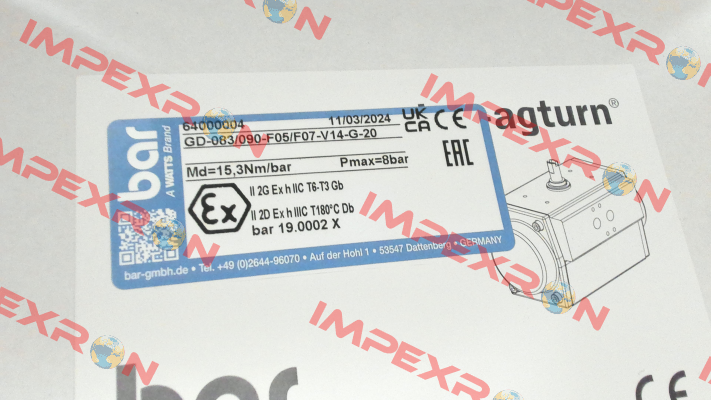 64000004 11/03/2024 UK CA CE
GD-063/090-F05/F07-V14-G-20
Md=15,3Nm/bar Pmax=8bar
EAC
Ex
II 2G Ex h IIC T6-T3 Gb
II 2D Ex h IIIC T180°C Db
bar 19.0002 X
bar
A WATTS Brand
bar-gmbh.de • Tel. +49 (0)2644-96070 • Auf der Hohl 1 • 53547 Dattenberg • GERMANY
agturn®
bar
CE
IMPEXRON
IMPEXRON
IMPEXRON
IMPEXRON
IMPEXRON
IMPEXRON
IMPEXRON